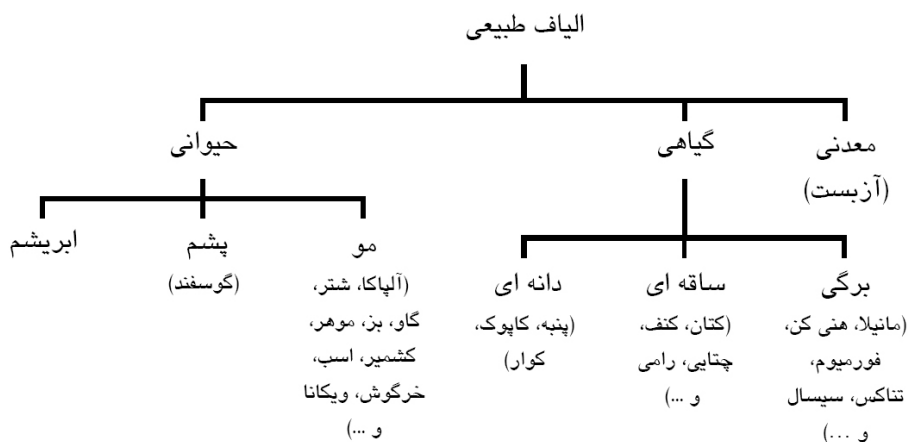 الیاف طبیعی
معدنی
(آزبست)
گیاهی
حیوانی
برگی
(مانیلا، هنی کن،
فورمیوم،
تناکس، سیسال
و ...)
ساقه ای
(کتان، کنف،
چتایی، رامی
و ...)
دانه ای
(پنبه، کاپوک،
کوار)
مو
(آلپاکا، شتر،
گاو، بز، موهر،
کشمیر، اسب،
خرگوش، ویکانا
و ...)
پشم
(گوسفند)
ابریشم